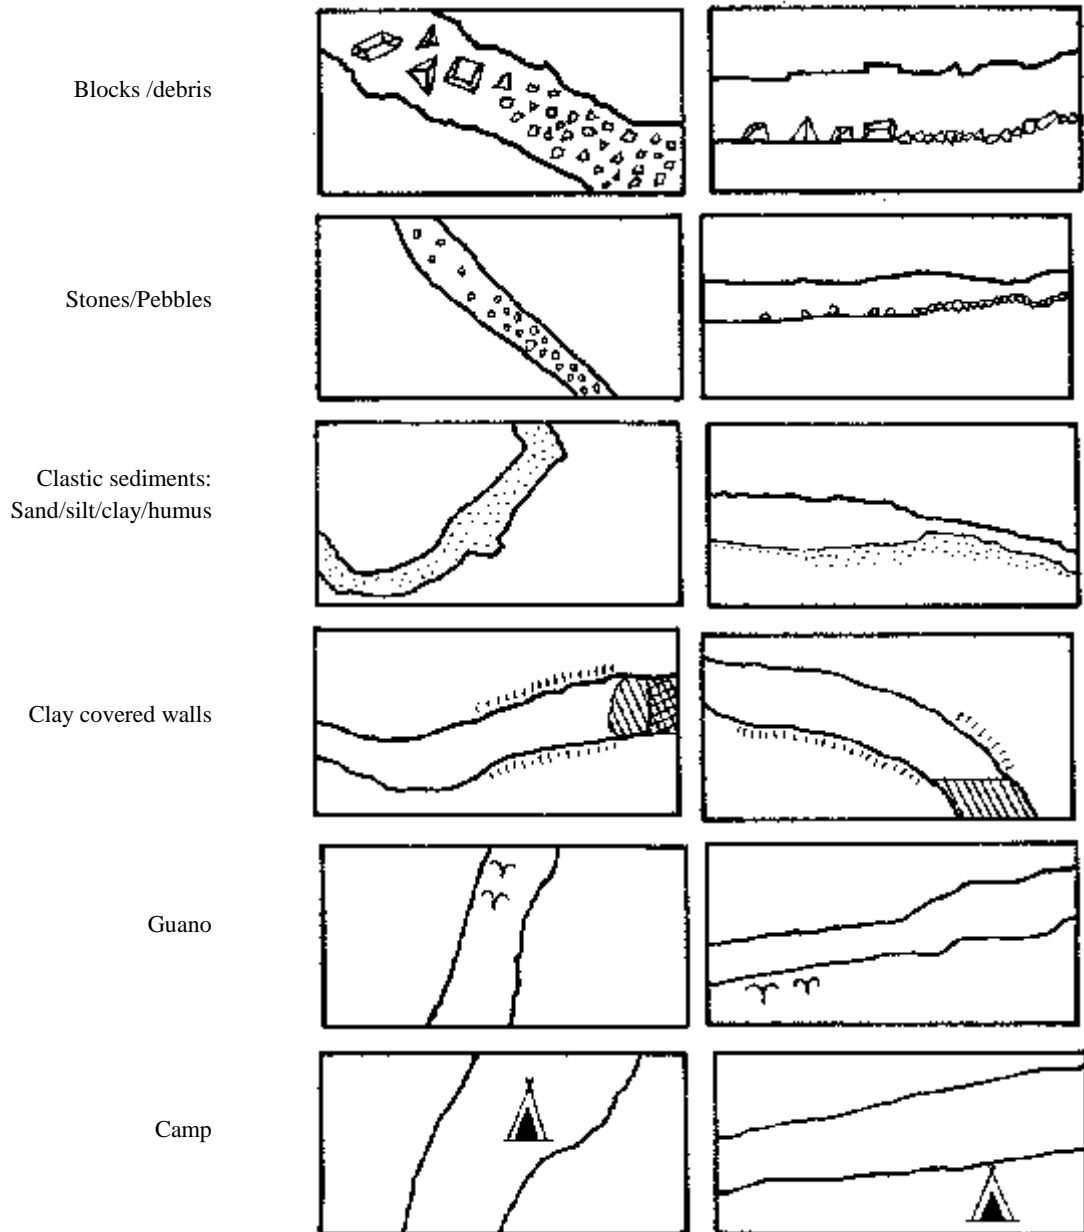 Blocks /debris
Stones/Pebbles
Clastic sediments:
Sand/silt/clay/humus
Clay covered walls
Guano
Camp